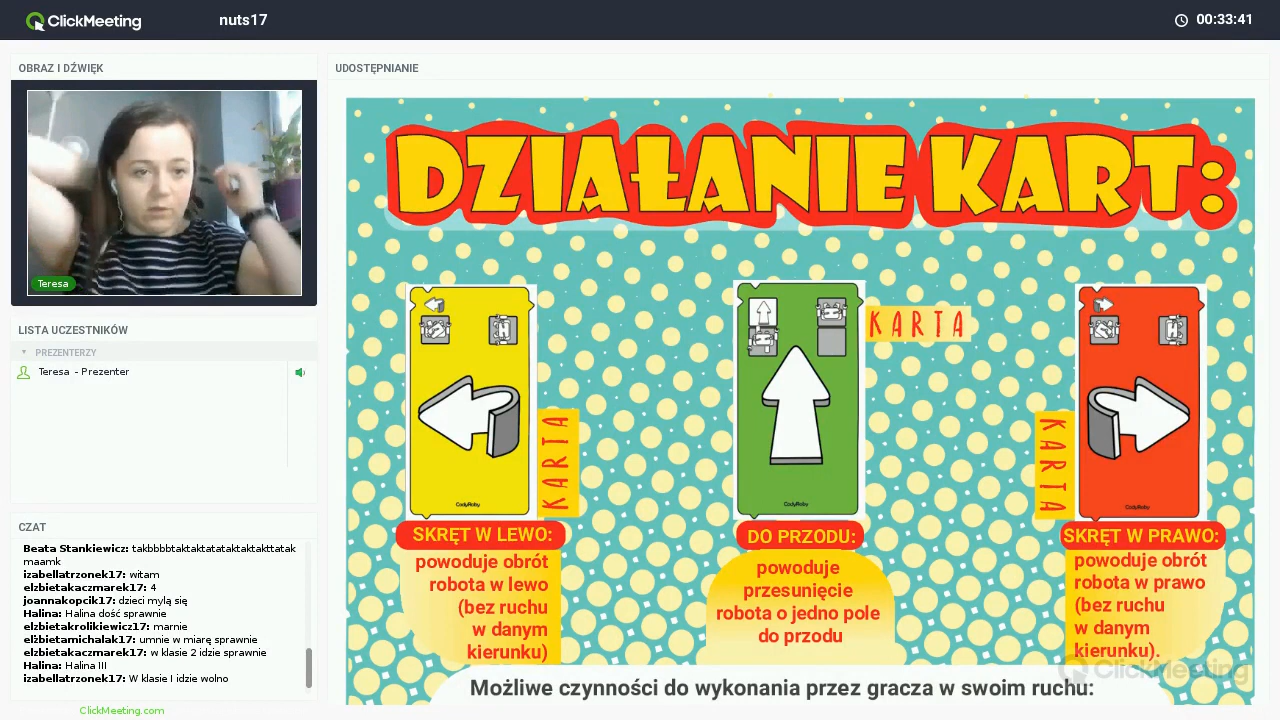 ClickMeeting
nuts17
00:33:41
OBRAZ I DŹWIĘK
Teresa
LISTA UCZESTNIKÓW
PREZENTERZY
Teresa - Prezenter
CZAT
Beata Stankiewicz: takbbbbtaktaktatataktaktakttatak
maamk
izabellatrzonek17: witam
elzbietakaczmarek17: 4
joannakopcik17: dzieci mylą się
Halina: Halina dość sprawnie
elzbietakrolikiewicz17: marnie
elżbietamichalak17: umnie w miarę sprawnie
elzbietakaczmarek17: w klasie 2 idzie sprawnie
Halina: Halina III
izabellatrzonek17: W klasie I idzie wolno
ClickMeeting.com
UDOSTĘPNIANIE
DZIAŁANIE KART:
CodyRoby
KARTA
SKRĘT W LEWO:
powoduje obrót
robota w lewo
(bez ruchu
w danym
kierunku)
CodyRoby
KARTA
DO PRZODU:
powoduje
przesunięcie
robota o jedno pole
do przodu
KARTA
CodyRoby
SKRĘT W PRAWO:
powoduje obrót
robota w prawo
(bez ruchu
w danym
kierunku).
ClickMeeting
Możliwe czynności do wykonania przez gracza w swoim ruchu: